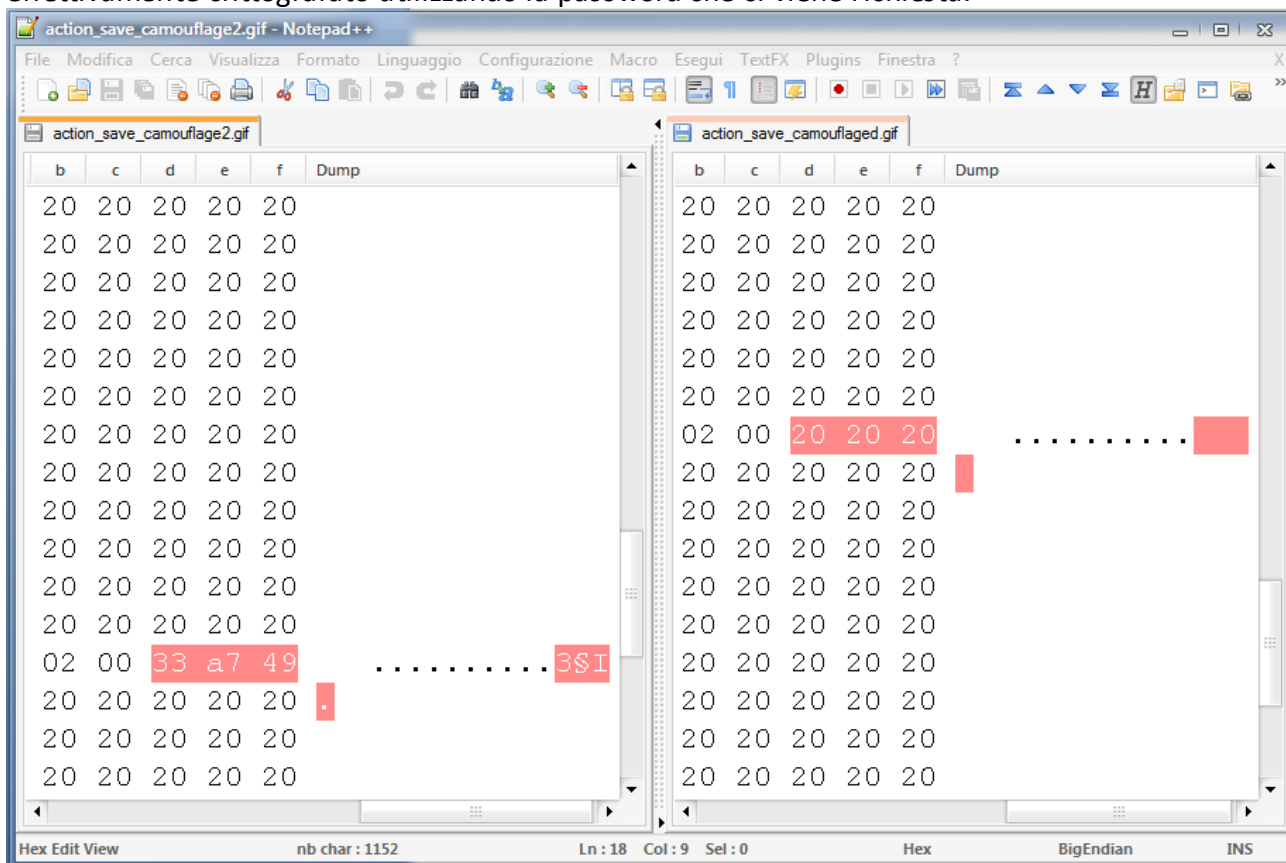 effettivamente crittografato utilizzando la password che ci viene richiesta.
action_save_camouflage2.gif - Notepad++
File Modifica Cerca Visualizza Formato Linguaggio Configurazione Macro Esegui TextFX Plugins Finestra ? X
action_save_camouflage2.gif
b c d e f Dump
20 20 20 20 20
20 20 20 20 20
20 20 20 20 20
20 20 20 20 20
20 20 20 20 20
20 20 20 20 20
20 20 20 20 20
20 20 20 20 20
20 20 20 20 20
20 20 20 20 20
20 20 20 20 20
20 20 20 20 20
02 00 33 a7 49 ..........3§I
20 20 20 20 20 .
20 20 20 20 20
20 20 20 20 20
action_save_camouflaged.gif
b c d e f Dump
20 20 20 20 20
20 20 20 20 20
20 20 20 20 20
20 20 20 20 20
20 20 20 20 20
20 20 20 20 20
02 00 20 20 20 ..........
20 20 20 20 20
20 20 20 20 20
20 20 20 20 20
20 20 20 20 20
20 20 20 20 20
20 20 20 20 20
20 20 20 20 20
20 20 20 20 20
20 20 20 20 20
Hex Edit View nb char : 1152 Ln : 18 Col : 9 Sel : 0 Hex BigEndian INS